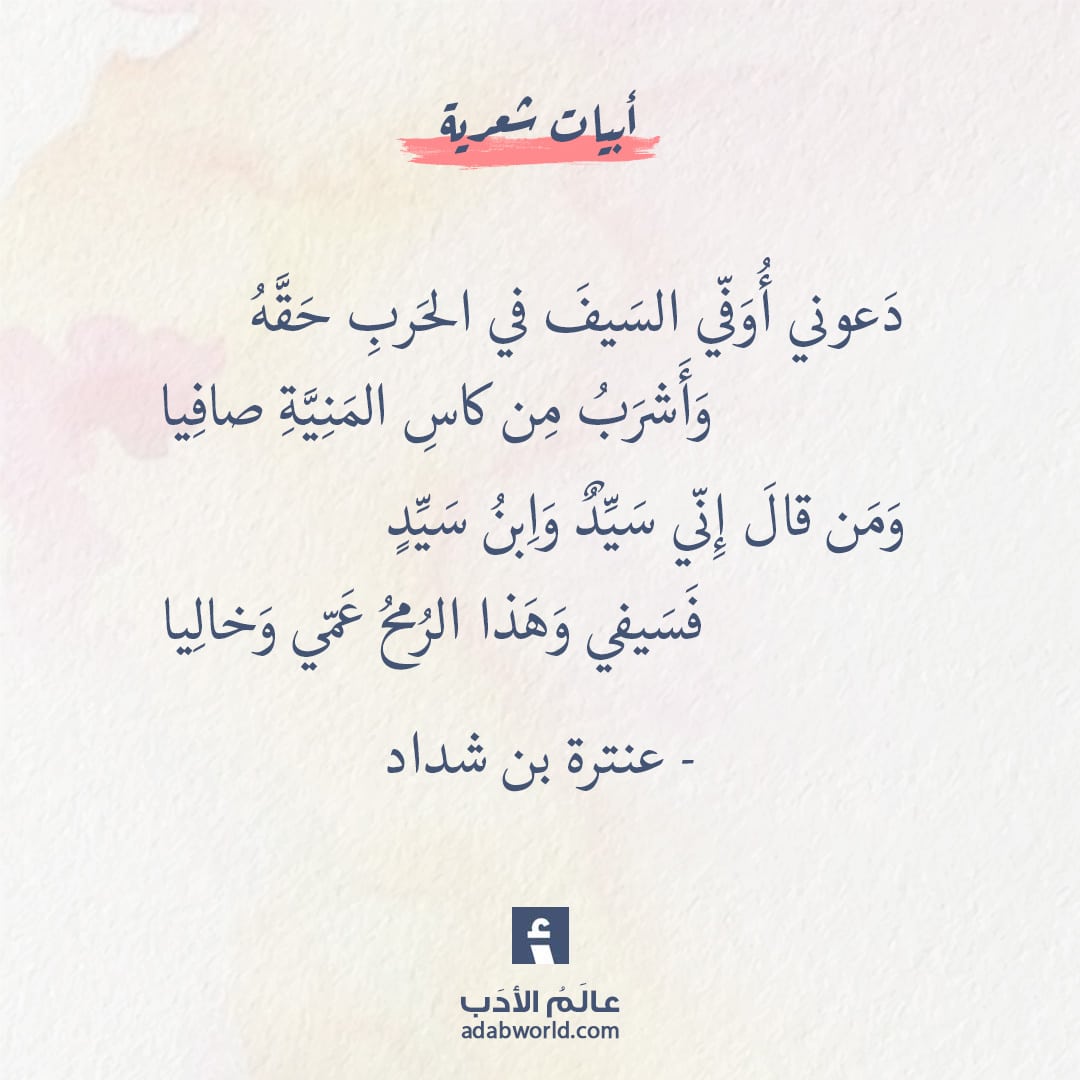 أبيات شعرية
دَعوني أُوَفّي السَيفَ في الحَربِ حَقَّهُ
وَأَشرَبُ مِن كاسِ المَنِيَّةِ صافِيا
وَمَن قالَ إِنّي سَيِّدٌ وَاِبنُ سَيِّدٍ
فَسَيفي وَهَذا الرُمحُ عَمّي وَخالِيا
- عنترة بن شداد
أ
عالَمُ الأدَب
adabworld.com